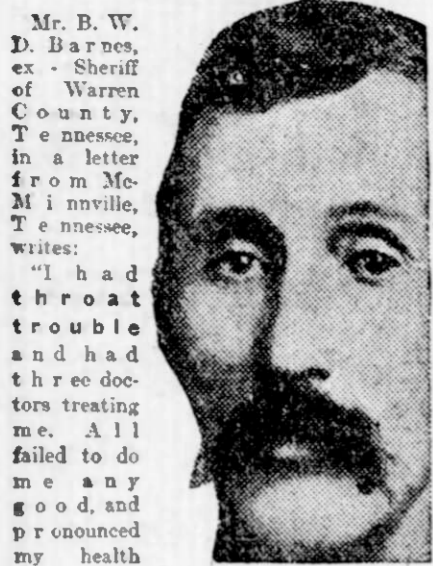 Mr. B. W.
D. Barnes,
ex - Sheriff
of Warren
County,
Tennessee,
in a letter
from Mc-
Minnville,
Tennessee,
writes:
"I had
throat
trouble
and had
three doc-
tors treating
me. All
failed to do
me any
good, and
pronounced
my health